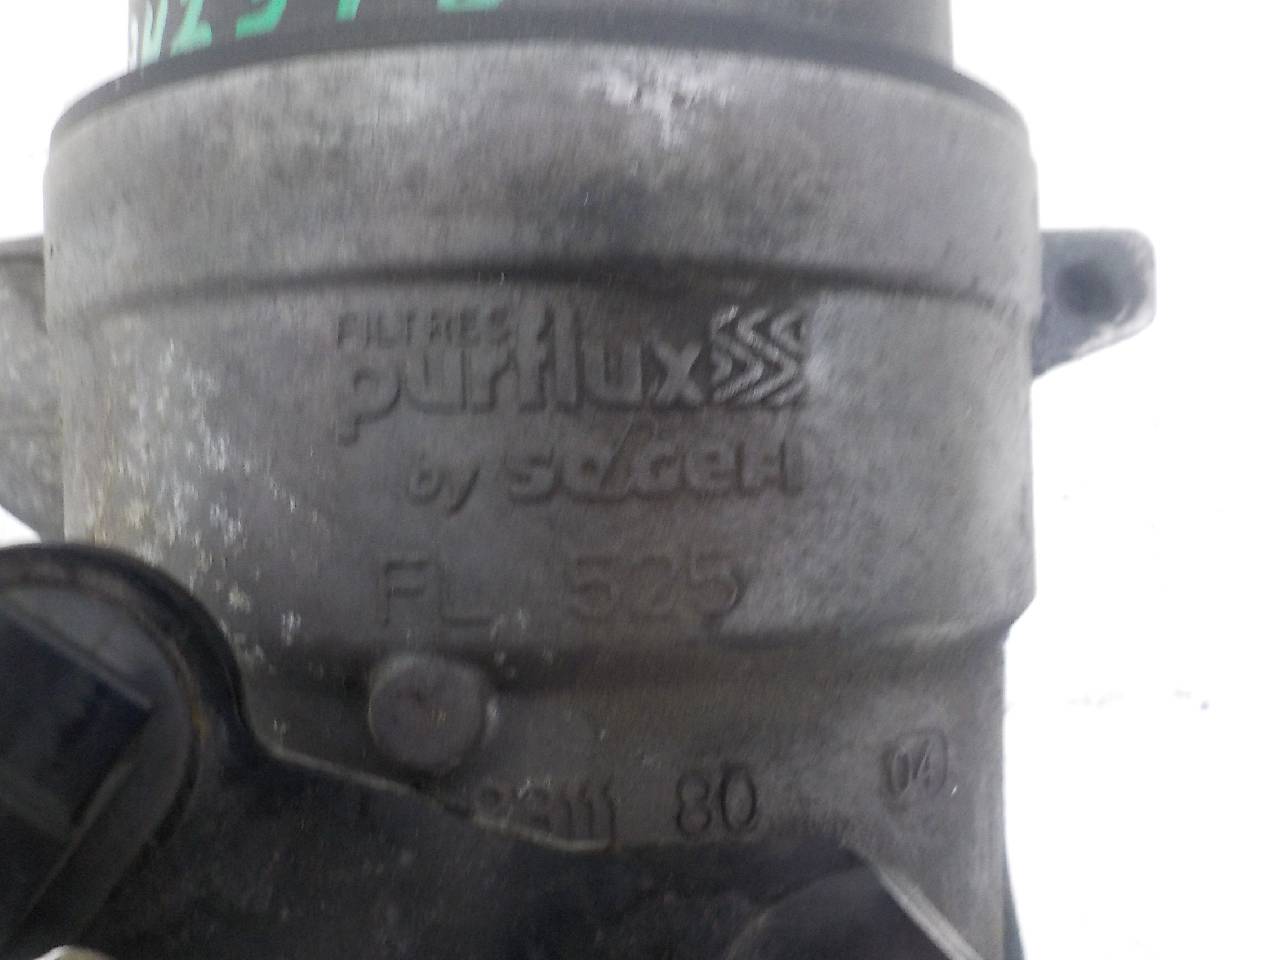 FILTRES
purflux
by SOGEFI
FL 525
80 04